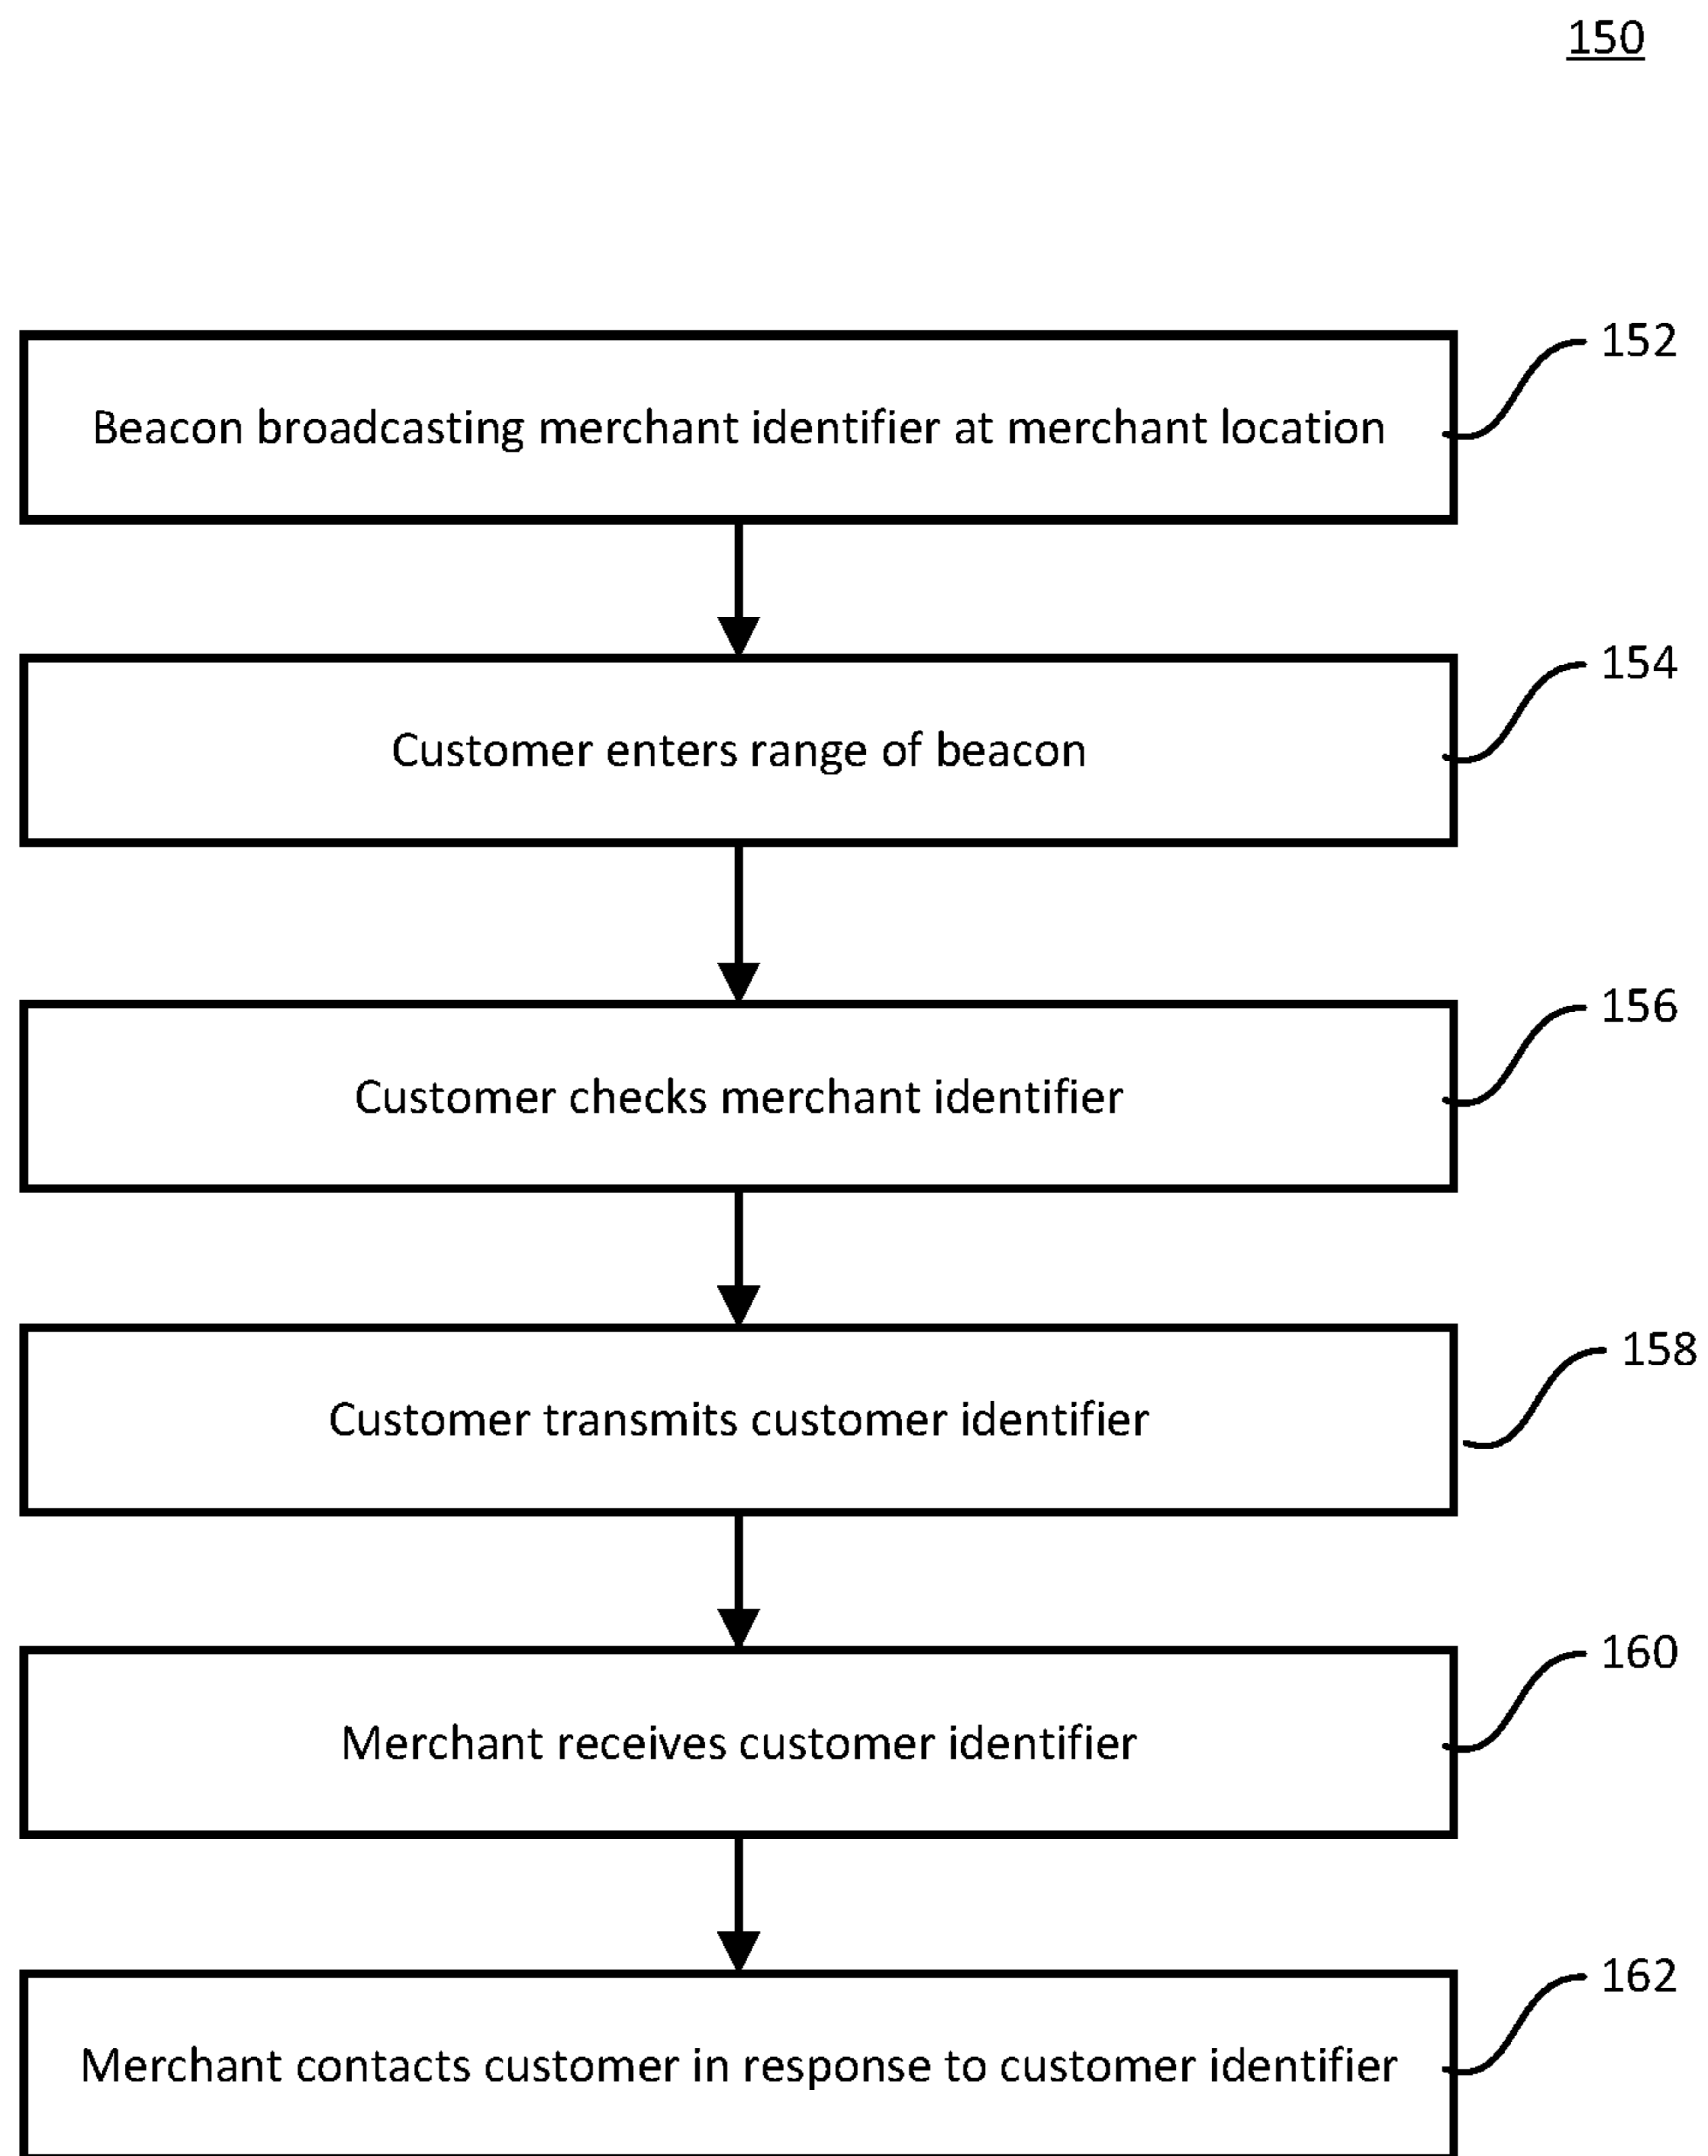 150
Beacon broadcasting merchant identifier at merchant location
152
Customer enters range of beacon
154
Customer checks merchant identifier
156
Customer transmits customer identifier
158
Merchant receives customer identifier
160
Merchant contacts customer in response to customer identifier
162